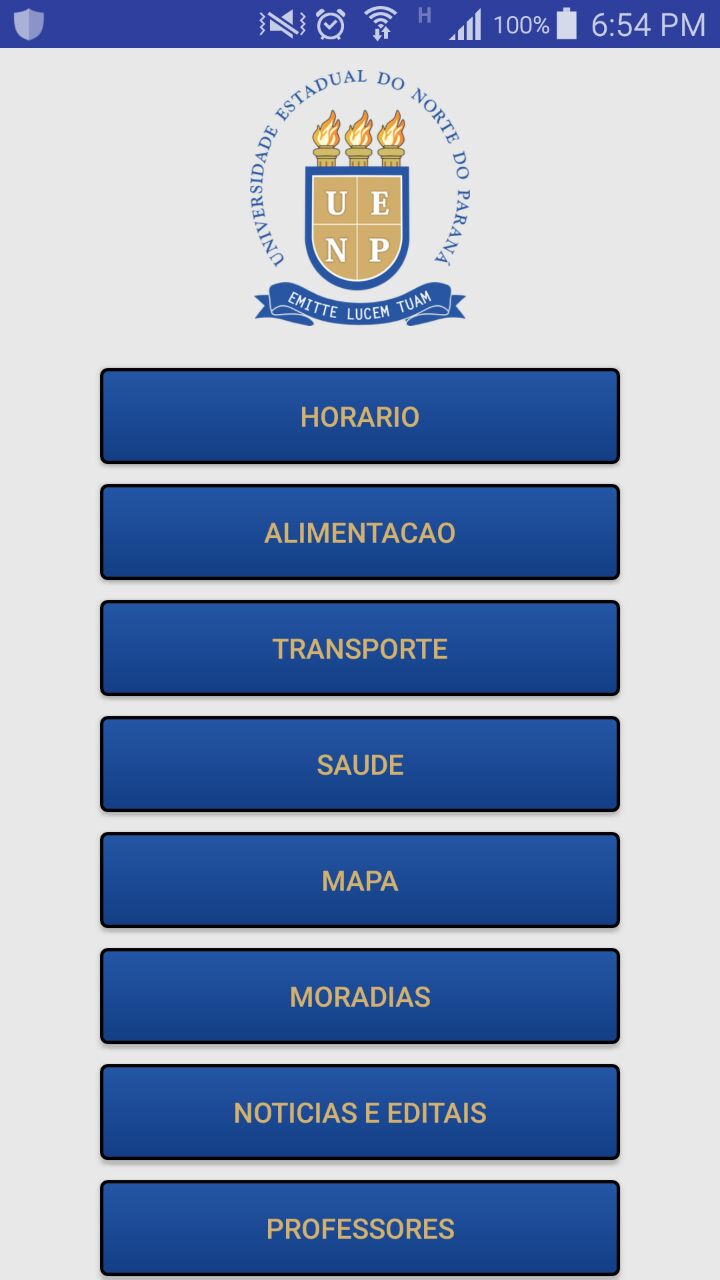 H 100% 6:54 PM
UNIVERSIDADE ESTADUAL DO NORTE DO PARANÁ
U E
N P
EMITTE LUCEM TUAM
HORARIO
ALIMENTACAO
TRANSPORTE
SAUDE
MAPA
MORADIAS
NOTICIAS E EDITAIS
PROFESSORES